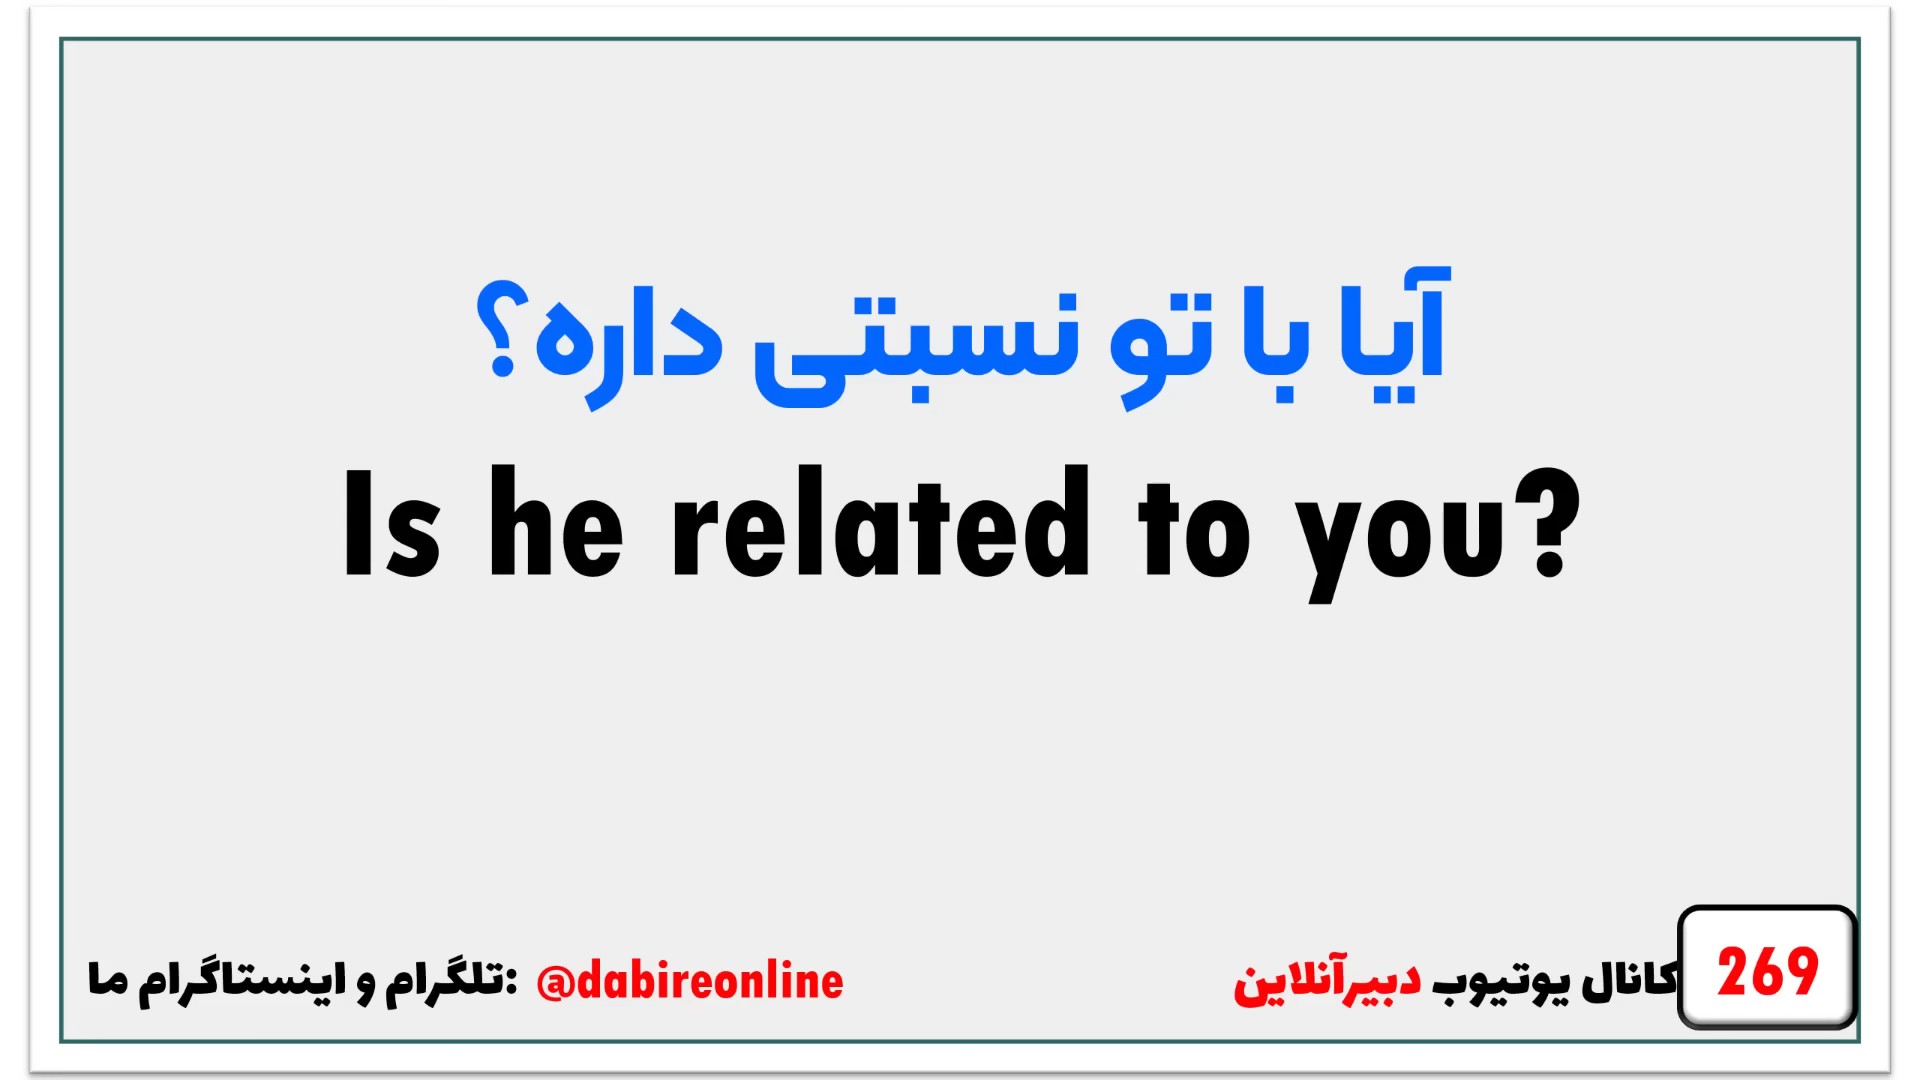 آیا با تو نسبتی داره؟
Is he related to you?
تلگرام و اینستاگرام ما: @dabireonline
کانال یوتیوب دبیرآنلاین
269